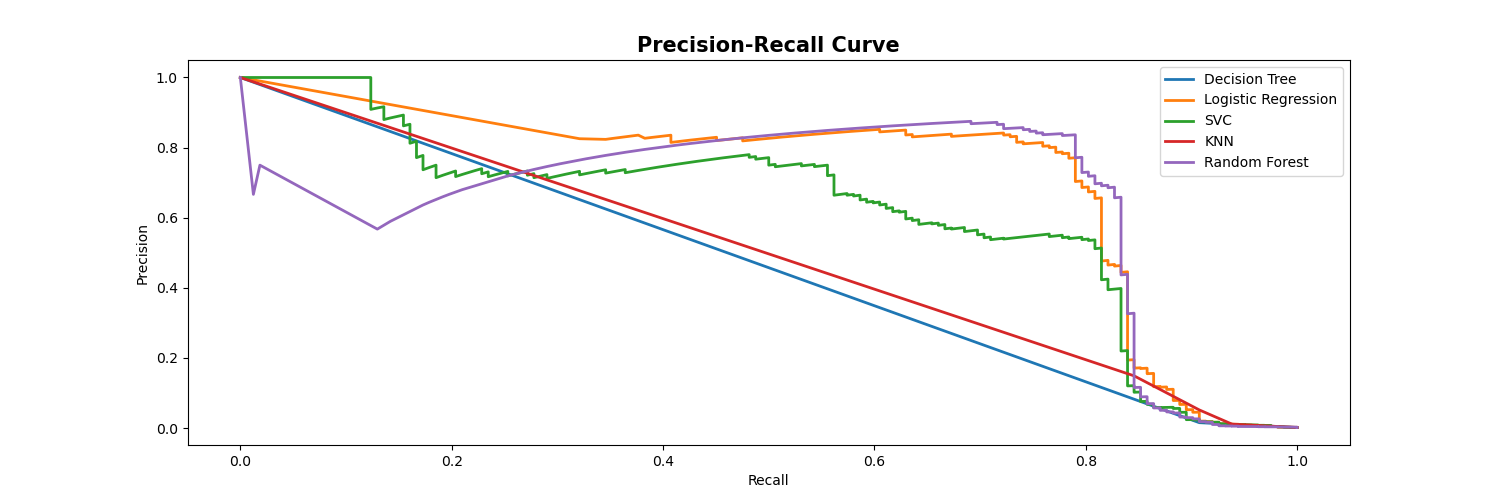 Precision-Recall Curve
Decision Tree
Logistic Regression
SVC
KNN
Random Forest
Precision
1.0
0.8
0.6
0.4
0.2
0.0
0.0 0.2 0.4 0.6 0.8 1.0
Recall